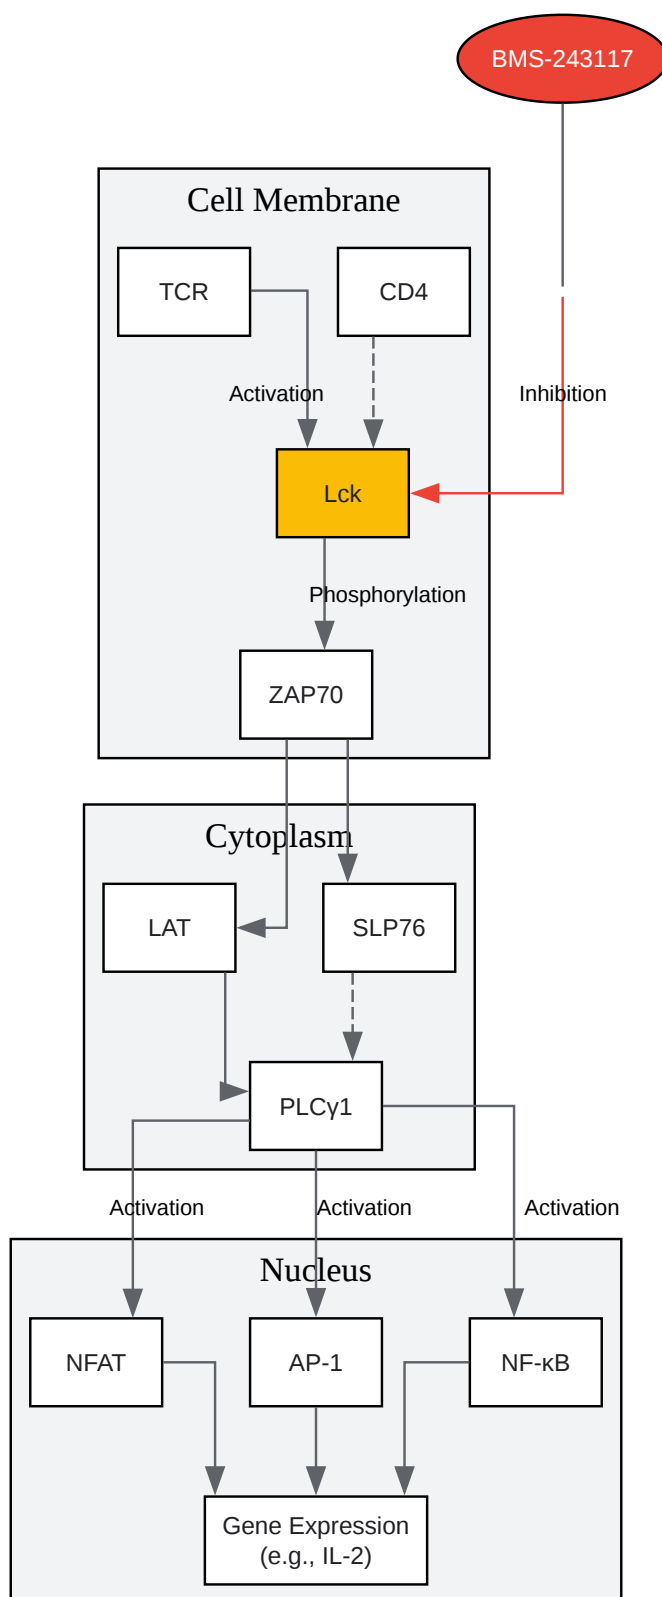 BMS-243117
Cell Membrane
TCR
CD4
Activation
Inhibition
Lck
Phosphorylation
ZAP70
Cytoplasm
LAT
SLP76
PLCγ1
Activation
Activation
Activation
Nucleus
NFAT
AP-1
NF-κB
Gene Expression
(e.g., IL-2)